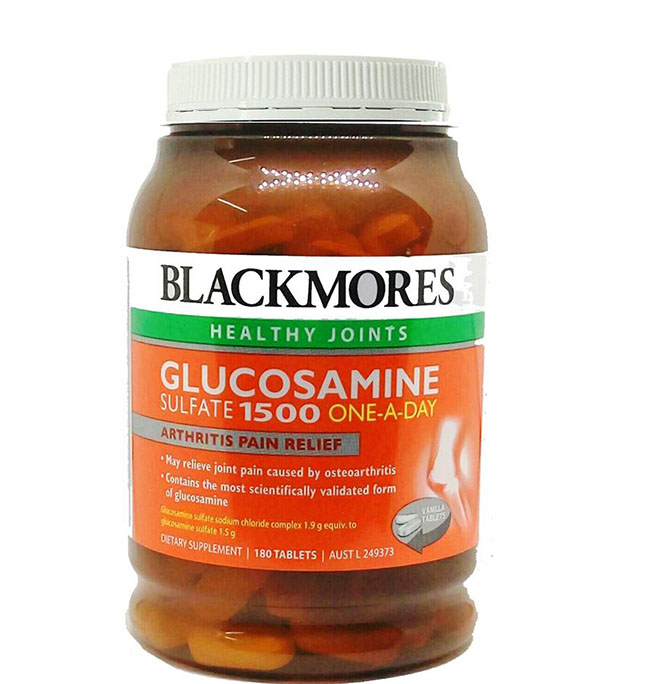 BLACKMORES
HEALTHY JOINTS
GLUCOSAMINE
SULFATE 1500 ONE-A-DAY
ARTHRITIS PAIN RELIEF
• May relieve joint pain caused by osteoarthritis
• Contains the most scientifically validated form
of glucosamine
Glucosamine sulfate sodium chloride complex 1.9 g equiv. to
glucosamine sulfate 1.5 g
VANILLA
TABLETS
DIETARY SUPPLEMENT | 180 TABLETS | AUST L 249373